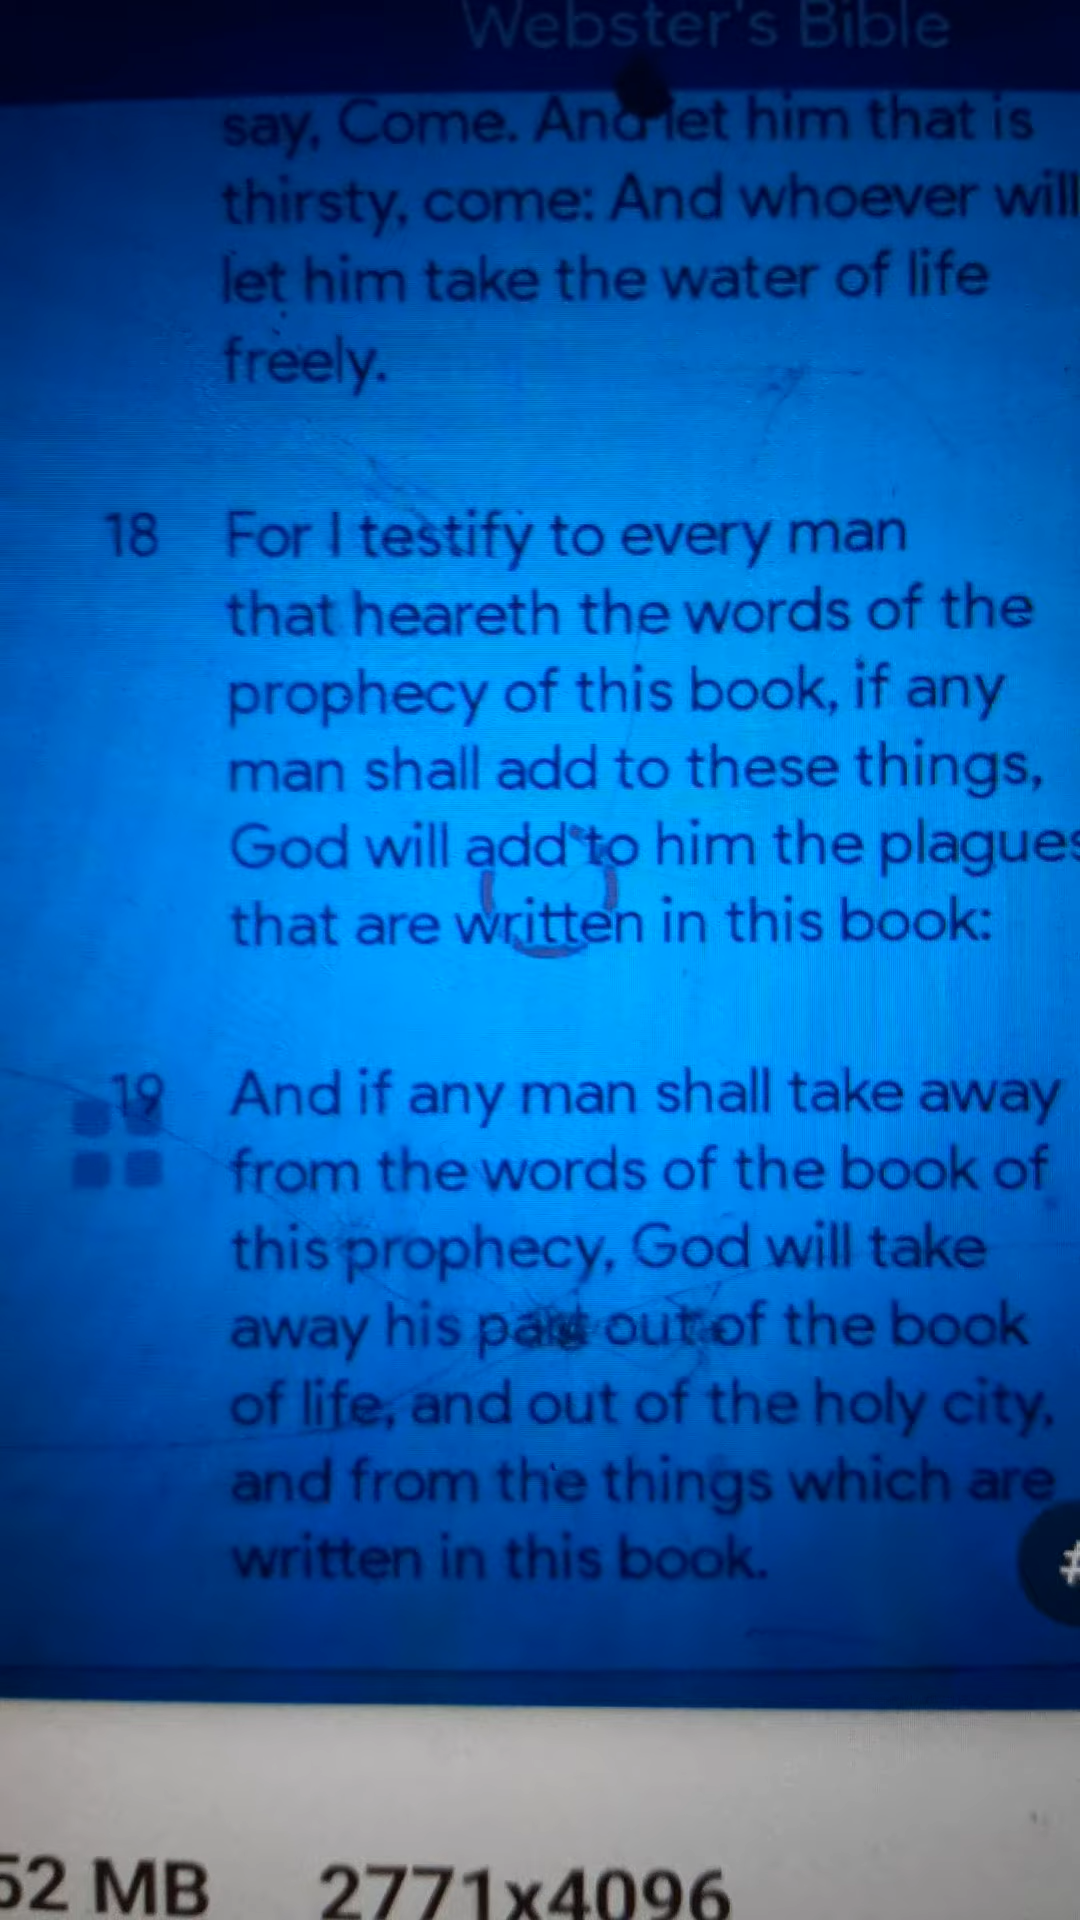 Webster's Bible
say, Come. And let him that is
thirsty, come: And whoever will
let him take the water of life
freely.
18 For I testify to every man
that heareth the words of the
prophecy of this book, if any
man shall add to these things,
God will add to him the plagues
that are written in this book:
19 And if any man shall take away
from the words of the book of
this prophecy, God will take
away his part out of the book
of life, and out of the holy city,
and from the things which are
written in this book.
#
52 MB 2771x4096